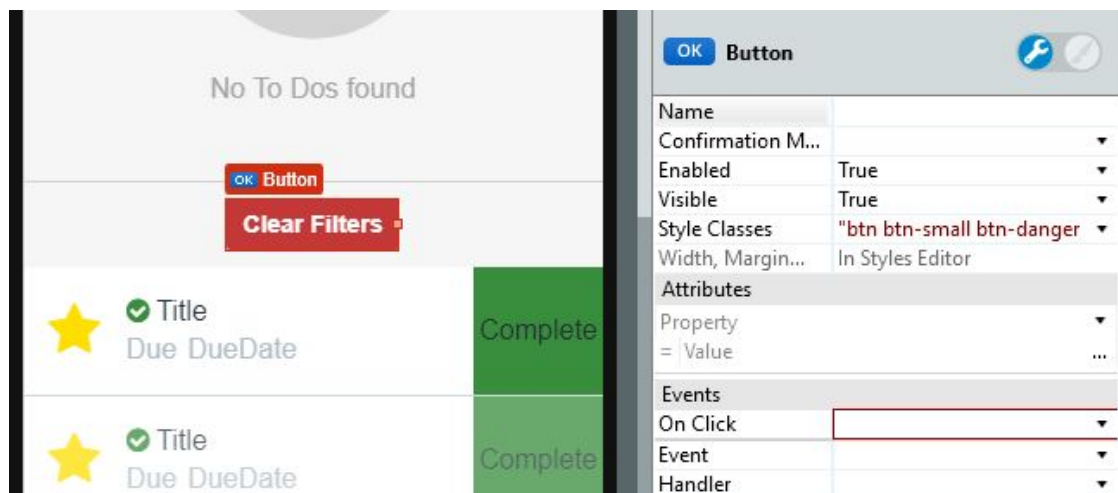 No To Dos found
OK Button
Clear Filters
Title
Due DueDate
Complete
Title
Due DueDate
Complete
OK Button
Name
Confirmation M...
Enabled True
Visible True
Style Classes "btn btn-small btn-danger
Width, Margin... In Styles Editor
Attributes
Property
= Value ...
Events
On Click
Event
Handler